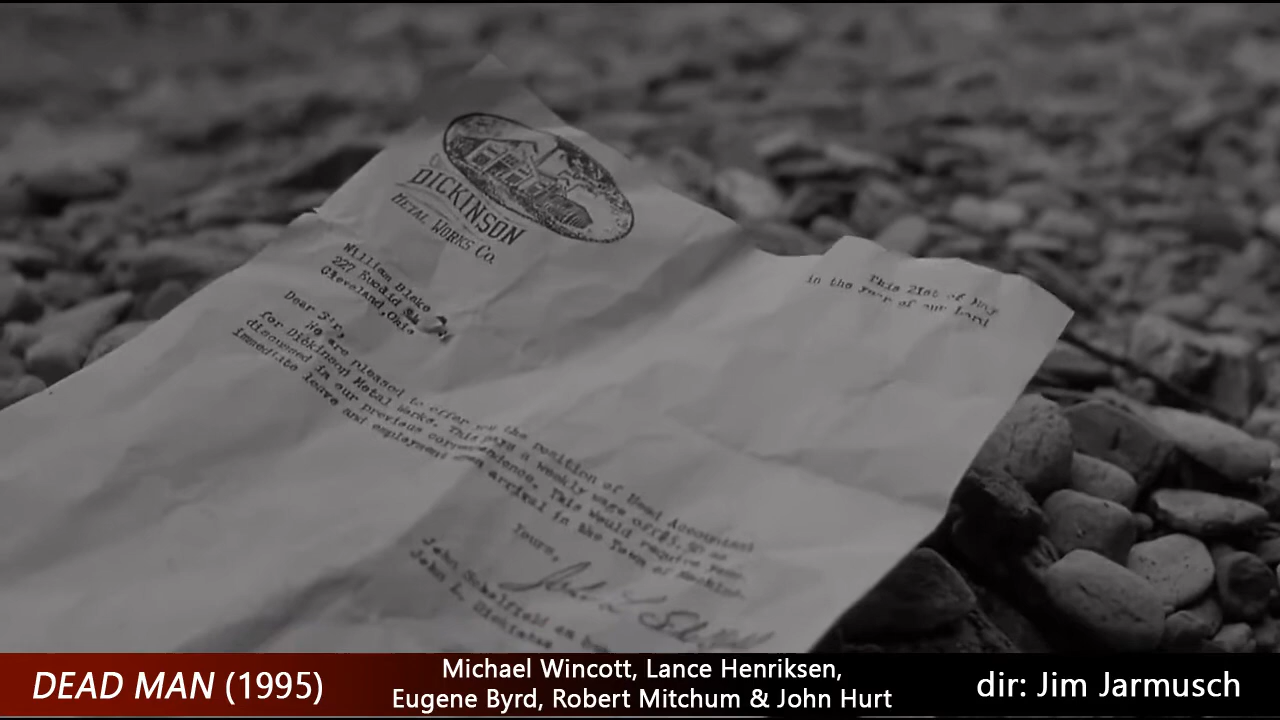 DICKINSON
METAL WORKS Co.
This 21st of May
in the year of our Lord
William Blake
227 Eucaid
Cleveland, Ohio
Dear Sir,
We are pleased to offer you the position of Head Accountant
for Dickinson Metal Works. This pays a weekly wage of as
discussed in our previous correspondence. This would require your
immediate leave and employment upon arrival in the Town of
Yours,
John Scholfield
John
DEAD MAN (1995)
Michael Wincott, Lance Henriksen,
Eugene Byrd, Robert Mitchum & John Hurt
dir: Jim Jarmusch